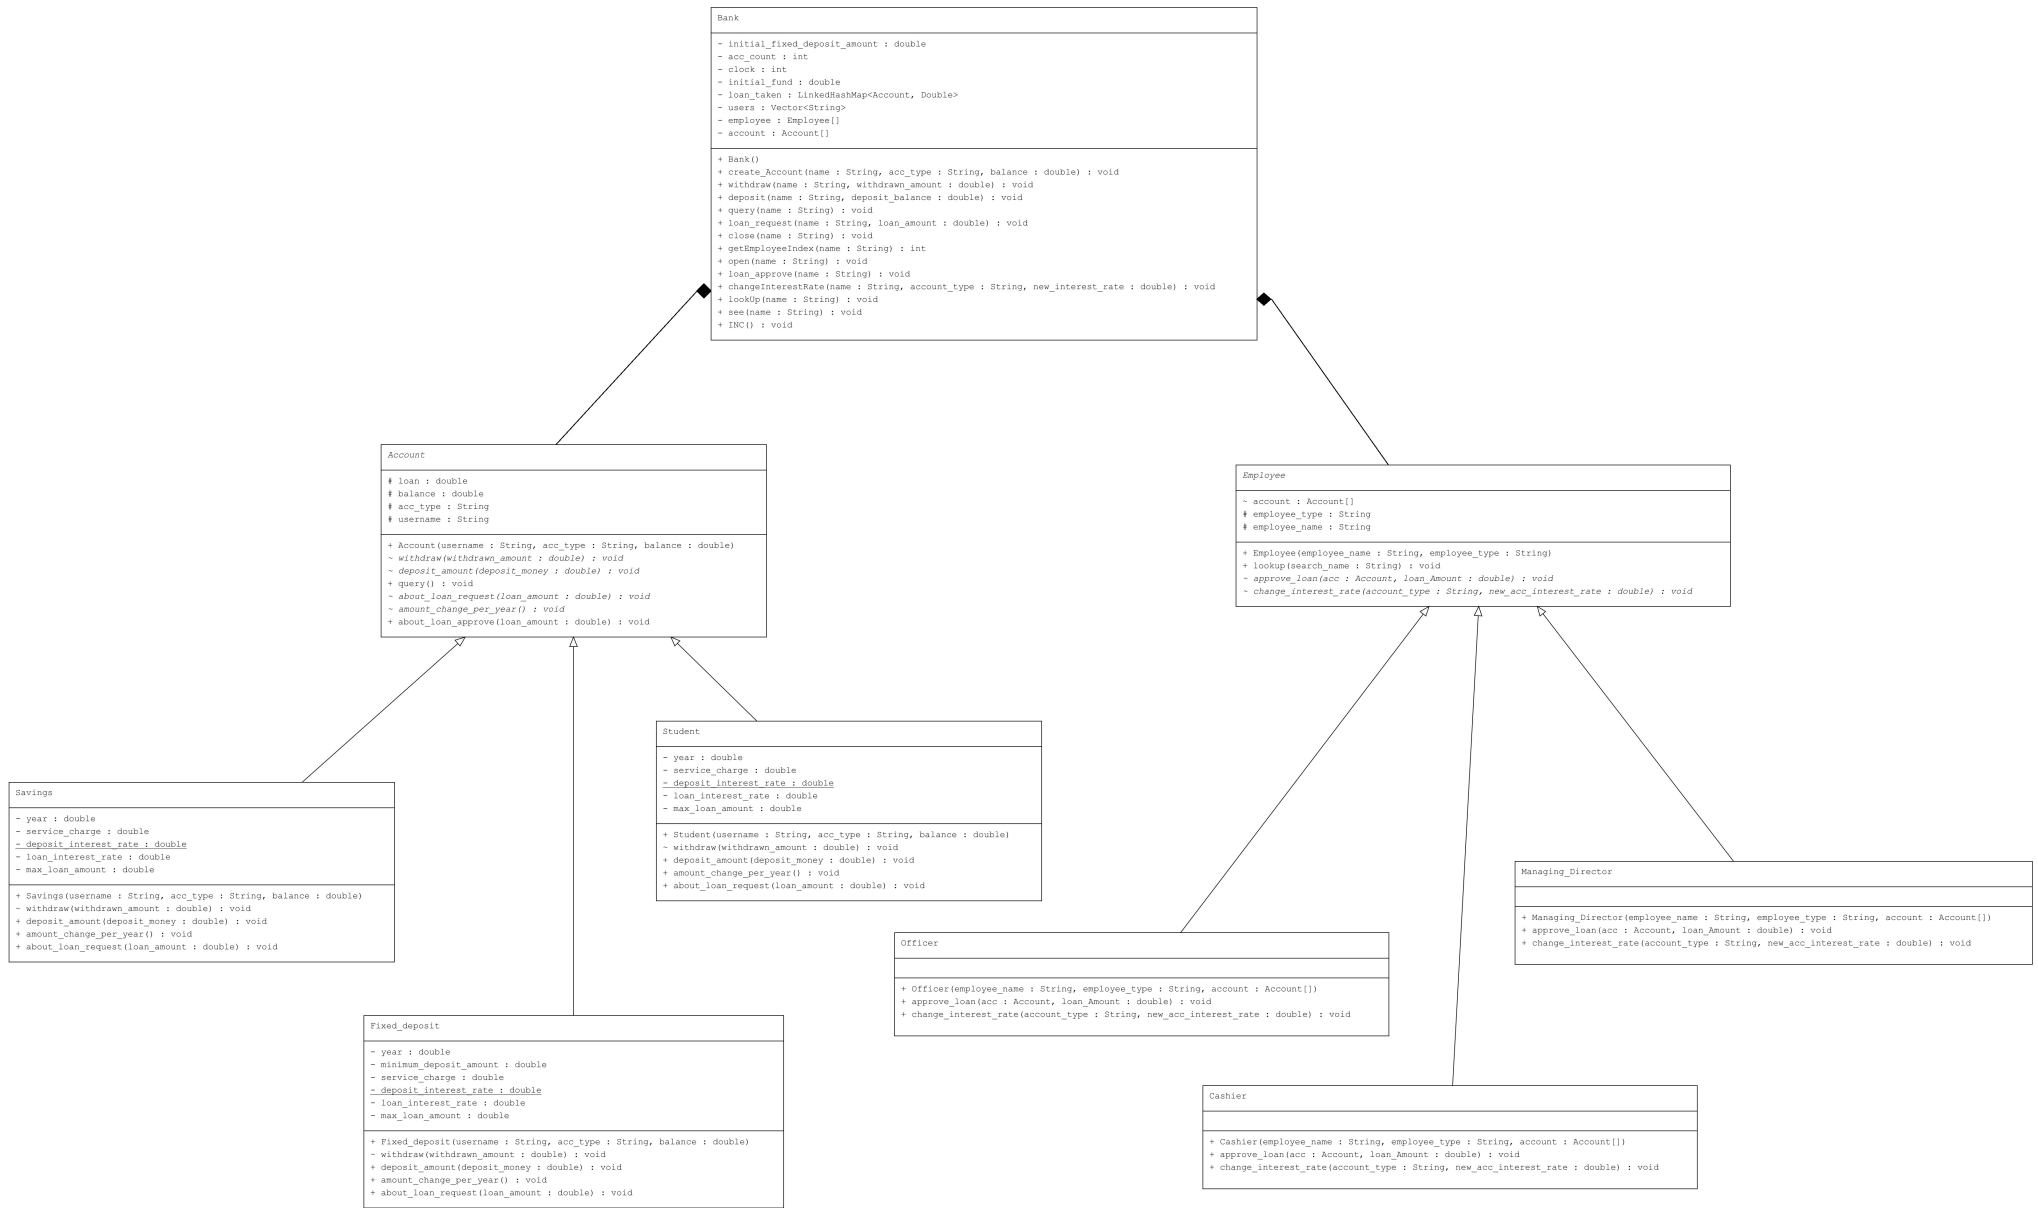 Bank
- initial_fixed_deposit_amount : double
- acc_count : int
- clock : int
- initial_fund : double
- loan_taken : LinkedHashMap<Account, Double>
- users : Vector<String>
- employee : Employee[]
- account : Account[]
+ Bank()
+ create_Account(name : String, acc_type : String, balance : double) : void
+ withdraw(name : String, withdrawn_amount : double) : void
+ deposit(name : String, deposit_balance : double) : void
+ query(name : String) : void
+ loan_request(name : String, loan_amount : double) : void
+ close(name : String) : void
+ getEmployeeIndex(name : String) : int
+ open(name : String) : void
+ loan_approve(name : String) : void
+ changeInterestRate(name : String, account_type : String, new_interest_rate : double) : void
+ lookUp(name : String) : void
+ see(name : String) : void
+ INC() : void
Account
# loan : double
# balance : double
# acc_type : String
# username : String
+ Account(username : String, acc_type : String, balance : double)
~ withdraw(withdrawn_amount : double) : void
~ deposit_amount(deposit_money : double) : void
+ query() : void
~ about_loan_request(loan_amount : double) : void
~ amount_change_per_year() : void
+ about_loan_approve(loan_amount : double) : void
Employee
~ account : Account[]
# employee_type : String
# employee_name : String
+ Employee(employee_name : String, employee_type : String)
+ lookup(search_name : String) : void
~ approve_loan(acc : Account, loan_Amount : double) : void
~ change_interest_rate(account_type : String, new_acc_interest_rate : double) : void
Student
- year : double
- service_charge : double
- deposit_interest_rate : double
- loan_interest_rate : double
- max_loan_amount : double
+ Student(username : String, acc_type : String, balance : double)
~ withdraw(withdrawn_amount : double) : void
+ deposit_amount(deposit_money : double) : void
+ amount_change_per_year() : void
+ about_loan_request(loan_amount : double) : void
Savings
- year : double
- service_charge : double
- deposit_interest_rate : double
- loan_interest_rate : double
- max_loan_amount : double
+ Savings(username : String, acc_type : String, balance : double)
~ withdraw(withdrawn_amount : double) : void
+ deposit_amount(deposit_money : double) : void
+ amount_change_per_year() : void
+ about_loan_request(loan_amount : double) : void
Managing_Director
+ Managing_Director(employee_name : String, employee_type : String, account : Account[])
+ approve_loan(acc : Account, loan_Amount : double) : void
+ change_interest_rate(account_type : String, new_acc_interest_rate : double) : void
Officer
+ Officer(employee_name : String, employee_type : String, account : Account[])
+ approve_loan(acc : Account, loan_Amount : double) : void
+ change_interest_rate(account_type : String, new_acc_interest_rate : double) : void
Fixed_deposit
- year : double
- minimum_deposit_amount : double
- service_charge : double
- deposit_interest_rate : double
- loan_interest_rate : double
- max_loan_amount : double
+ Fixed_deposit(username : String, acc_type : String, balance : double)
~ withdraw(withdrawn_amount : double) : void
+ deposit_amount(deposit_money : double) : void
+ amount_change_per_year() : void
+ about_loan_request(loan_amount : double) : void
Cashier
+ Cashier(employee_name : String, employee_type : String, account : Account[])
+ approve_loan(acc : Account, loan_Amount : double) : void
+ change_interest_rate(account_type : String, new_acc_interest_rate : double) : void